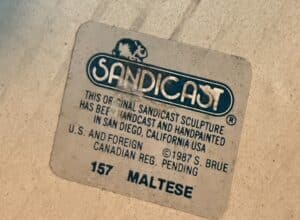 SANDICAST®
THIS ORIGINAL SANDICAST SCULPTURE
HAS BEEN HANDCAST AND HANDPAINTED
IN SAN DIEGO, CALIFORNIA USA
U.S. AND FOREIGN ©1987 S. BRUE
CANADIAN REG. PENDING
157 MALTESE